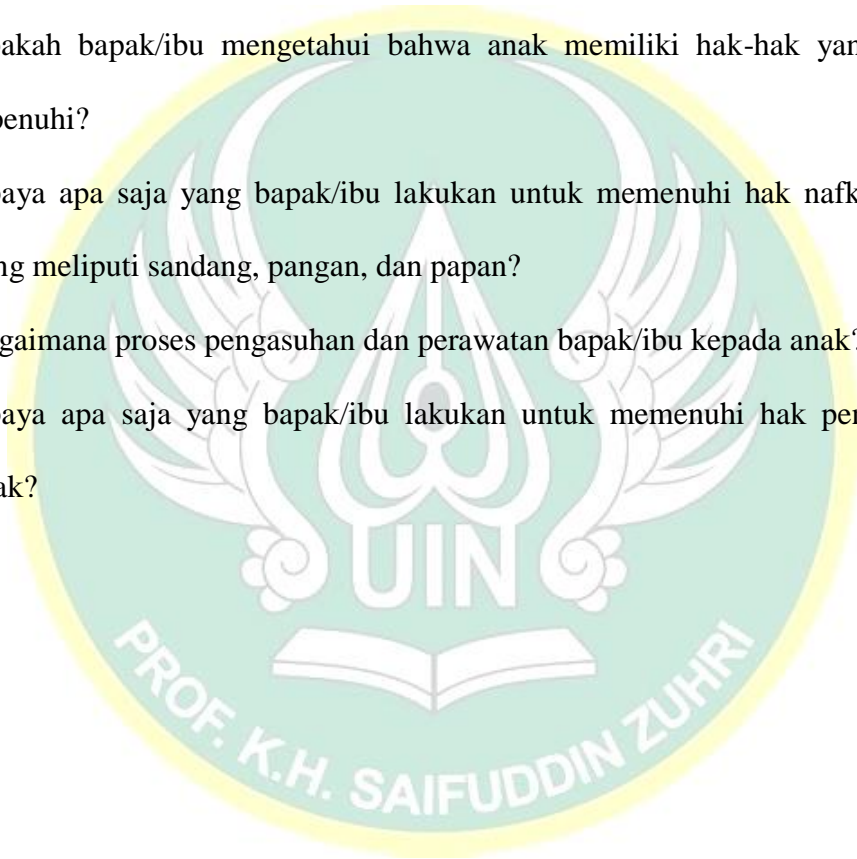 pakah bapak/ibu mengetahui bahwa anak memiliki hak-hak yan
penuhi?
paya apa saja yang bapak/ibu lakukan untuk memenuhi hak nafk
ng meliputi sandang, pangan, dan papan?
gaimana proses pengasuhan dan perawatan bapak/ibu kepada anak?
paya apa saja yang bapak/ibu lakukan untuk memenuhi hak pen
ak?
UIN
PROF. K.H. SAIFUDDIN ZUHRI